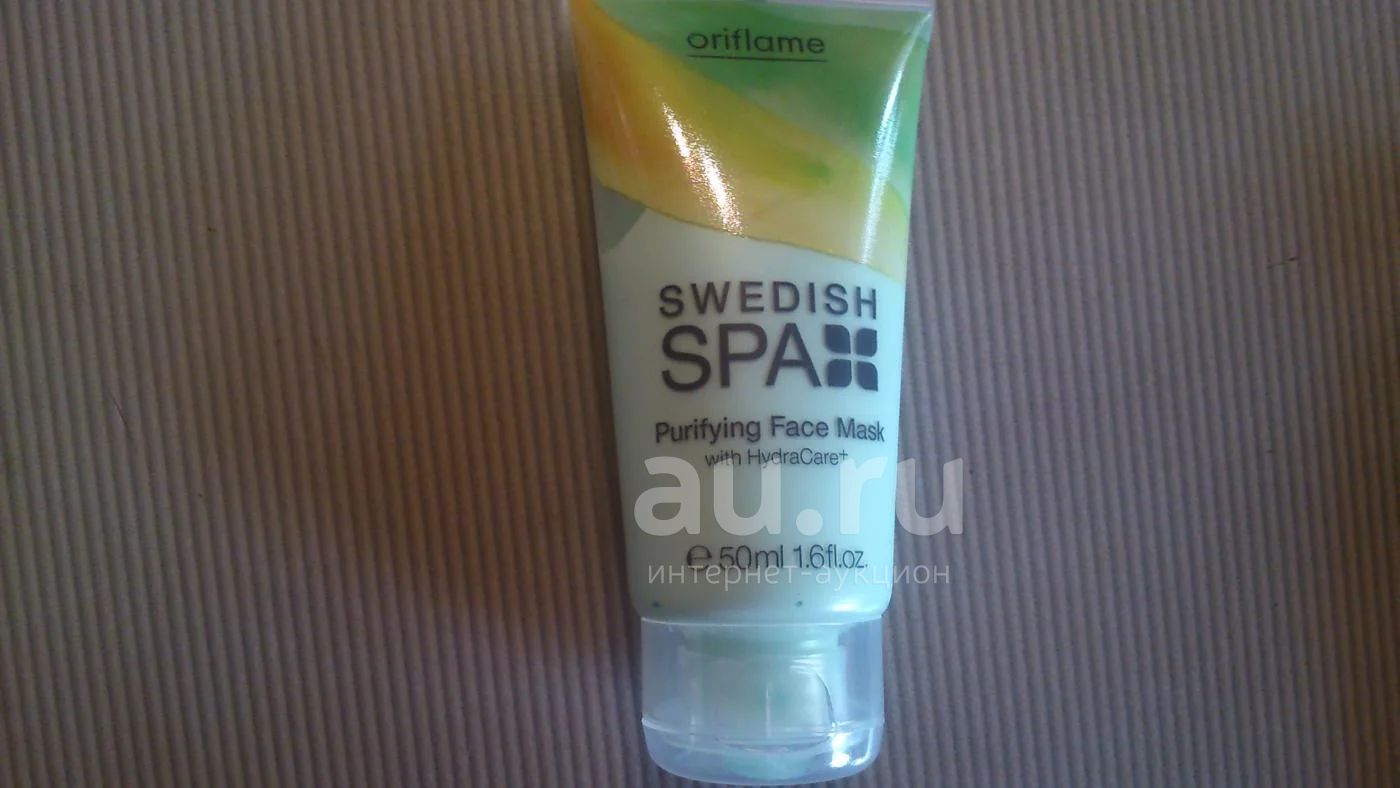 oriflame
SWEDISH
SPA
Purifying Face Mask
with HydraCare+
au.ru
e 50ml 1.6fl.oz.
интернет-аукцион